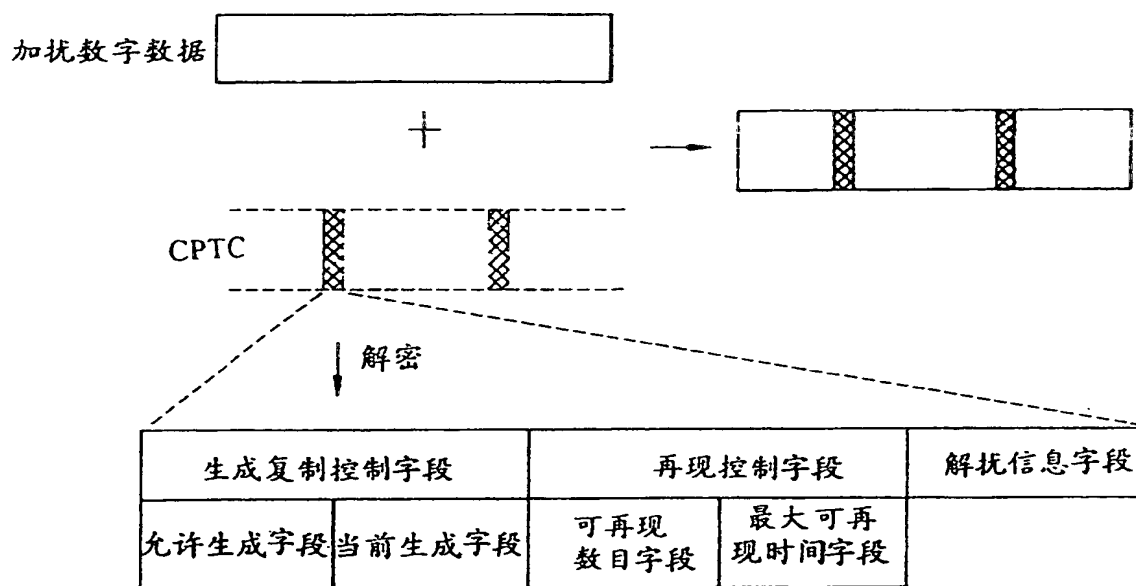 加扰数字数据
CPTC
解密
生成复制控制字段
再现控制字段
解扰信息字段
允许生成字段
当前生成字段
可再现
数目字段
最大可再
现时间字段